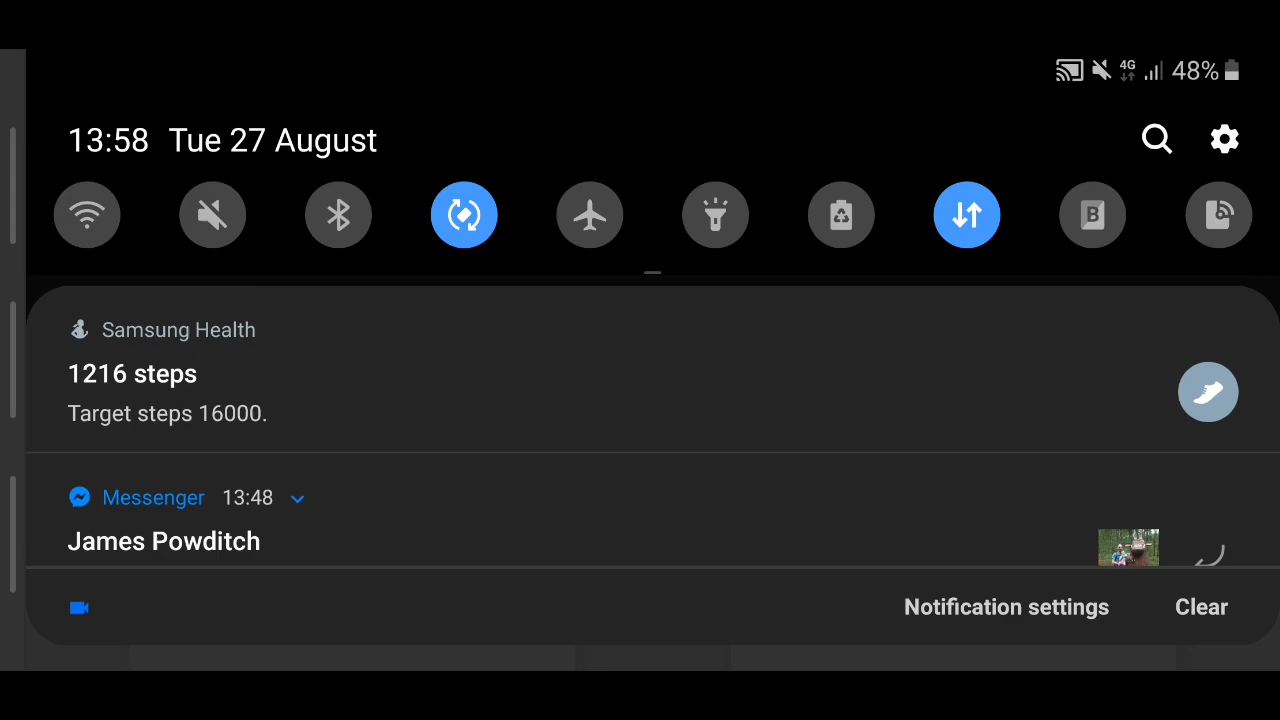 4G 48%
13:58 Tue 27 August
B
Samsung Health
1216 steps
Target steps 16000.
Messenger 13:48
James Powditch
Notification settings Clear